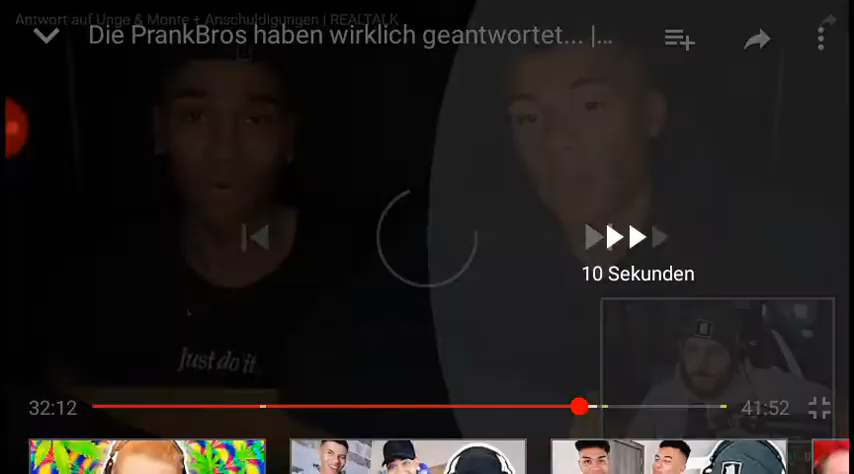 Antwort auf Unge & Monte + Anschuldigungen | REALTALK
Die PrankBros haben wirklich geantwortet... |...
10 Sekunden
Just do it.
32:12
41:52